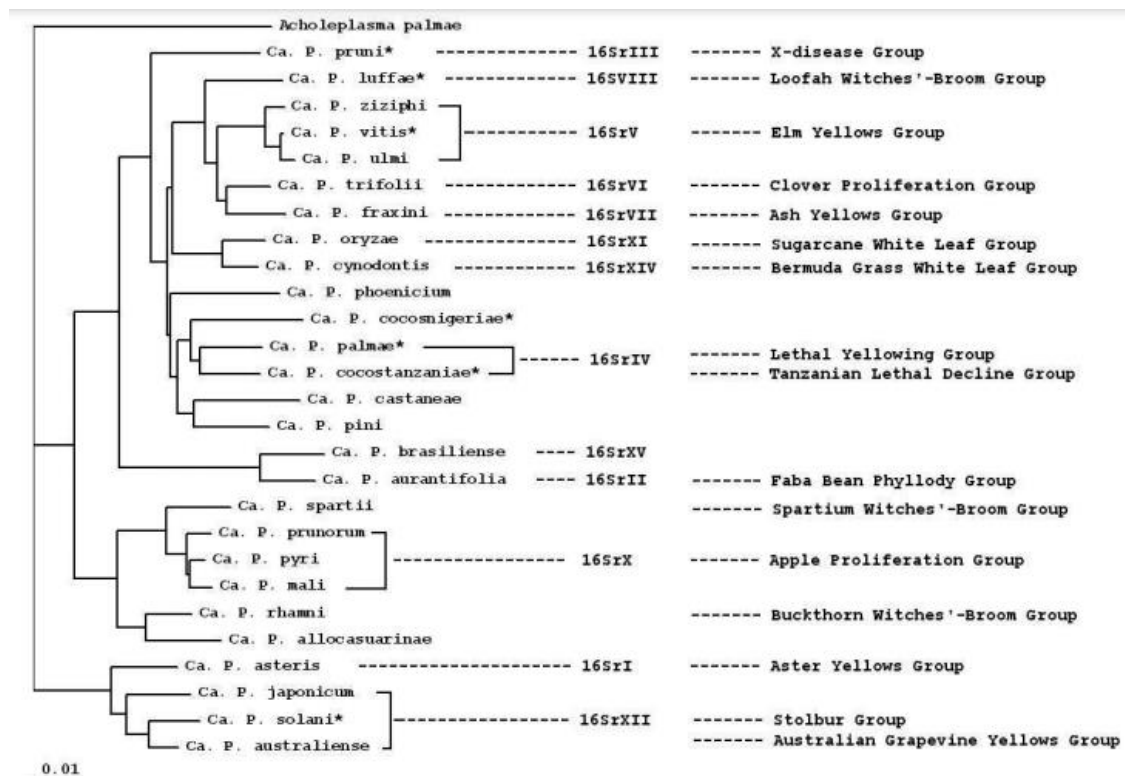 Acholeplasma palmae
Ca. P. pruni* 16SrIII X-disease Group
Ca. P. luffae* 16SVIII Loofah Witches'-Broom Group
Ca. P. ziziphi
Ca. P. vitis* 16SrV Elm Yellows Group
Ca. P. ulmi
Ca. P. trifolii 16SrVI Clover Proliferation Group
Ca. P. fraxini 16SrVII Ash Yellows Group
Ca. P. oryzae 16SrXI Sugarcane White Leaf Group
Ca. P. cynodontis 16SrXIV Bermuda Grass White Leaf Group
Ca. P. phoenicium
Ca. P. cocosnigeriae*
Ca. P. palmae* 16SrIV Lethal Yellowing Group
Ca. P. cocostanzaniae* Tanzanian Lethal Decline Group
Ca. P. castaneae
Ca. P. pini
Ca. P. brasiliense 16SrXV
Ca. P. aurantifolia 16SrII Faba Bean Phyllody Group
Ca. P. spartii Spartium Witches'-Broom Group
Ca. P. prunorum
Ca. P. pyri 16SrX Apple Proliferation Group
Ca. P. mali
Ca. P. rhamni Buckthorn Witches'-Broom Group
Ca. P. allocasuarinae
Ca. P. asteris 16SrI Aster Yellows Group
Ca. P. japonicum
Ca. P. solani* 16SrXII Stolbur Group
Ca. P. australiense Australian Grapevine Yellows Group
0.01